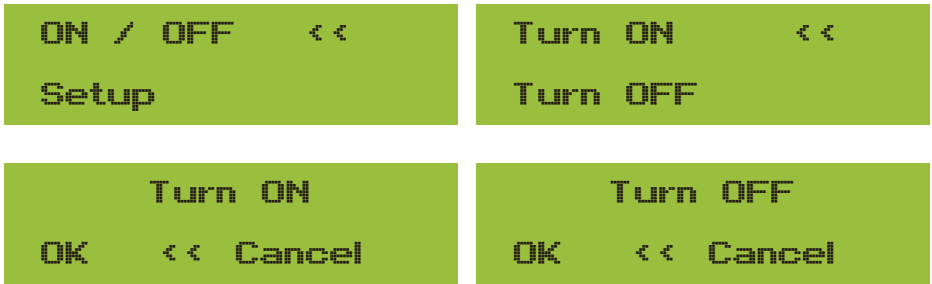 ON / OFF <<
Setup
Turn ON <<
Turn OFF
Turn ON
OK << Cancel
Turn OFF
OK << Cancel